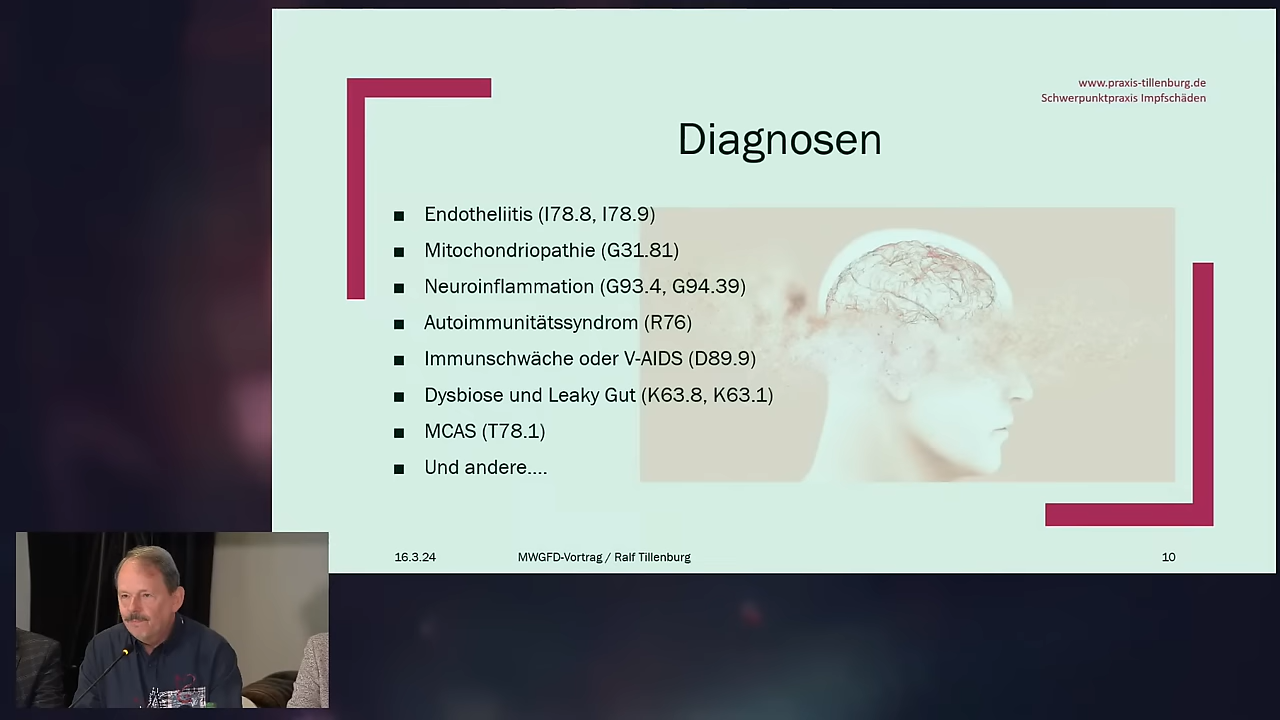 www.praxis-tillenburg.de
Schwerpunktpraxis Impfschäden
Diagnosen
■ Endotheliitis (I78.8, I78.9)
■ Mitochondriopathie (G31.81)
■ Neuroinflammation (G93.4, G94.39)
■ Autoimmunitätssyndrom (R76)
■ Immunschwäche oder V-AIDS (D89.9)
■ Dysbiose und Leaky Gut (K63.8, K63.1)
■ MCAS (T78.1)
■ Und andere....
16.3.24 MWGFD-Vortrag / Ralf Tillenburg 10